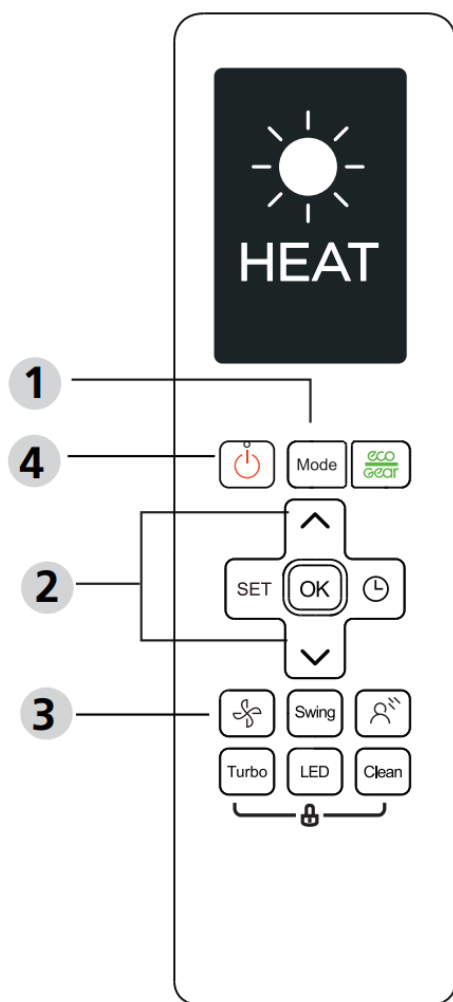 HEAT
1
4
Mode
eco
Gear
2
SET
OK
3
Swing
Turbo
LED
Clean